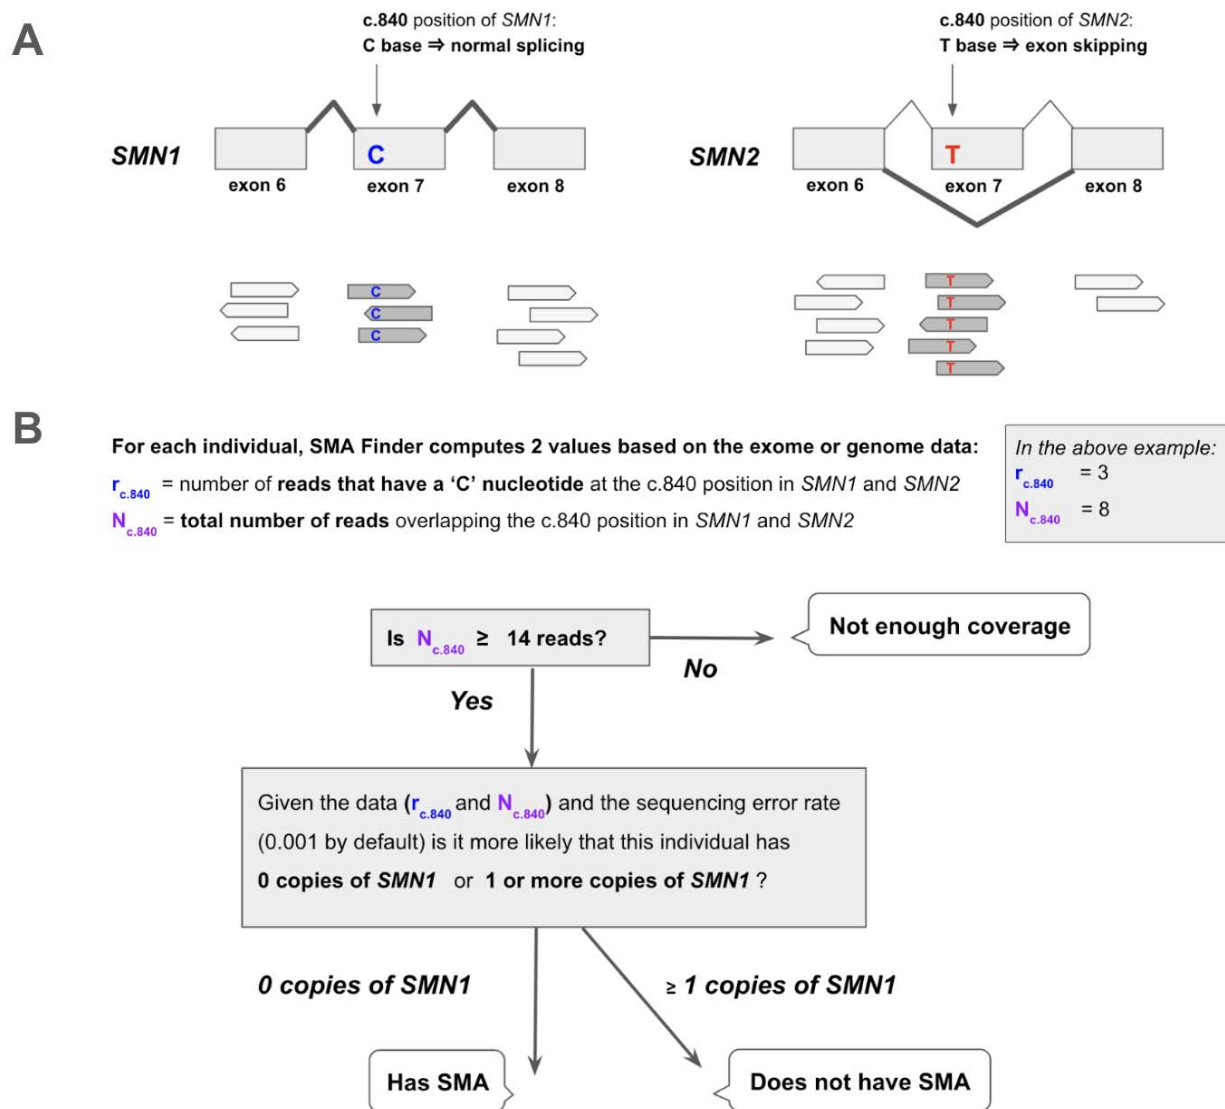 A
c.840 position of SMN1:
C base ⇒ normal splicing
c.840 position of SMN2:
T base ⇒ exon skipping
SMN1
C
exon 6
exon 7
exon 8
SMN2
T
exon 6
exon 7
exon 8
C
C
C
T
T
T
T
T
B
For each individual, SMA Finder computes 2 values based on the exome or genome data:
r c.840 = number of reads that have a ‘C’ nucleotide at the c.840 position in SMN1 and SMN2
N c.840 = total number of reads overlapping the c.840 position in SMN1 and SMN2
In the above example:
r c.840 = 3
N c.840 = 8
Is N c.840 ≥ 14 reads?
No
Not enough coverage
Yes
Given the data (r c.840 and N c.840) and the sequencing error rate
(0.001 by default) is it more likely that this individual has
0 copies of SMN1 or 1 or more copies of SMN1 ?
0 copies of SMN1
≥ 1 copies of SMN1
Has SMA
Does not have SMA